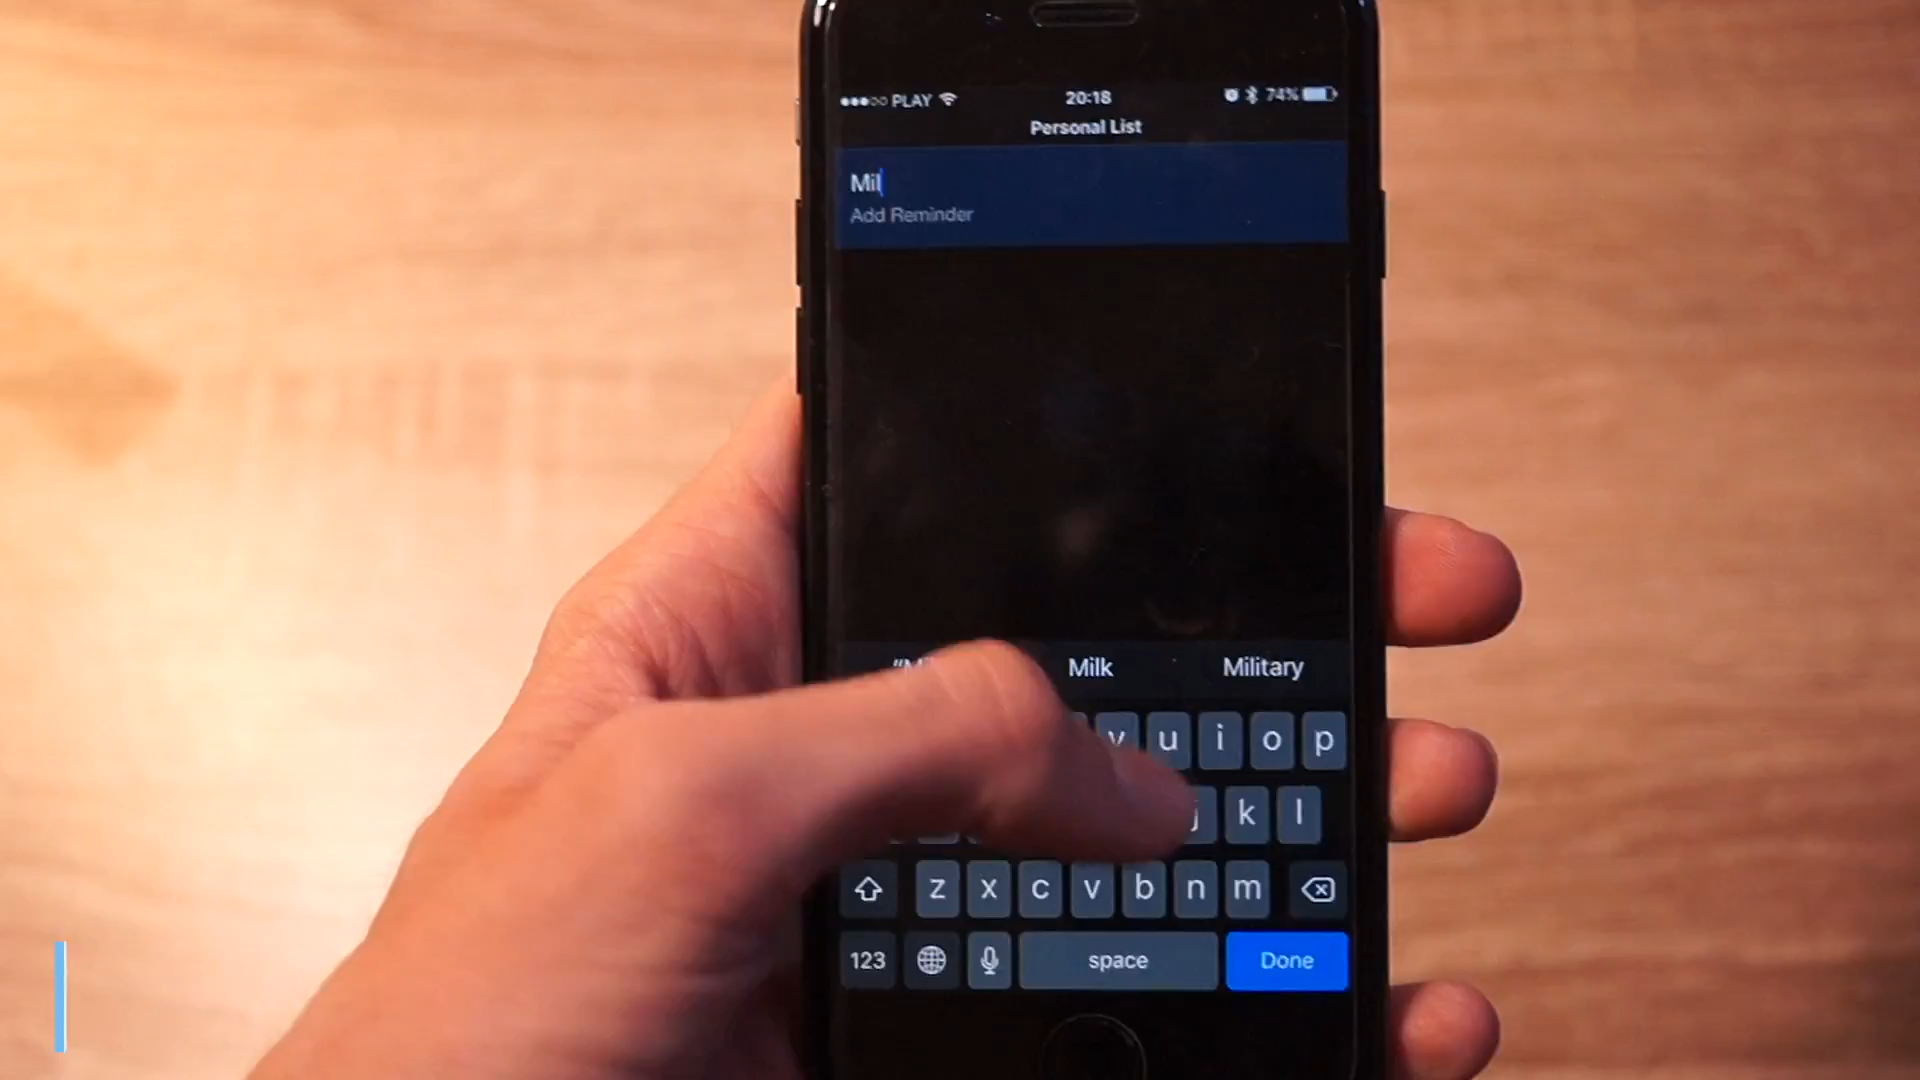 PLAY 20:18 74%
Personal List
Mil
Add Reminder
Milk Military
u i o p
k l
z x c v b n m
123 space Done